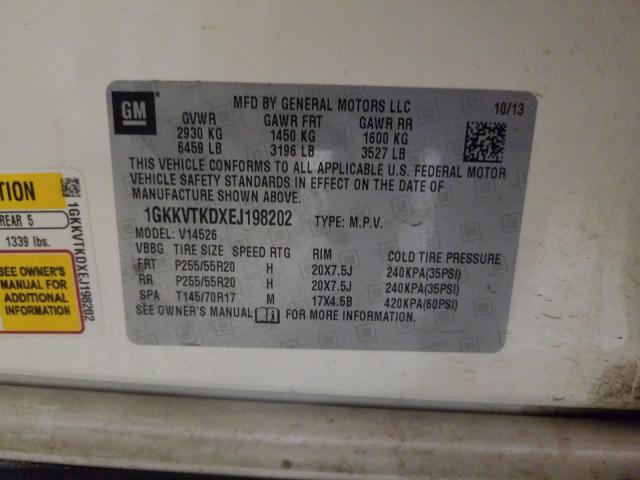 GM
MFD BY GENERAL MOTORS LLC
10/13
GVWR GAWR FRT GAWR RR
2930 KG 1450 KG 1600 KG
6459 LB 3196 LB 3527 LB
THIS VEHICLE CONFORMS TO ALL APPLICABLE U.S. FEDERAL MOTOR
VEHICLE SAFETY STANDARDS IN EFFECT ON THE DATE OF
MANUFACTURE SHOWN ABOVE.
1GKKVTKDXEJ198202 TYPE: M.P.V.
MODEL: V14526
VBBG TIRE SIZE SPEED RTG RIM COLD TIRE PRESSURE
FRT P255/55R20 H 20X7.5J 240KPA(35PSI)
RR P255/55R20 H 20X7.5J 240KPA(35PSI)
SPA T145/70R17 M 17X4.5B 420KPA(60PSI)
SEE OWNER'S MANUAL FOR MORE INFORMATION.
REAR 5
1339 lbs.
SEE OWNER'S
MANUAL FOR
ADDITIONAL
INFORMATION
1GKKVTKDXEJ198202